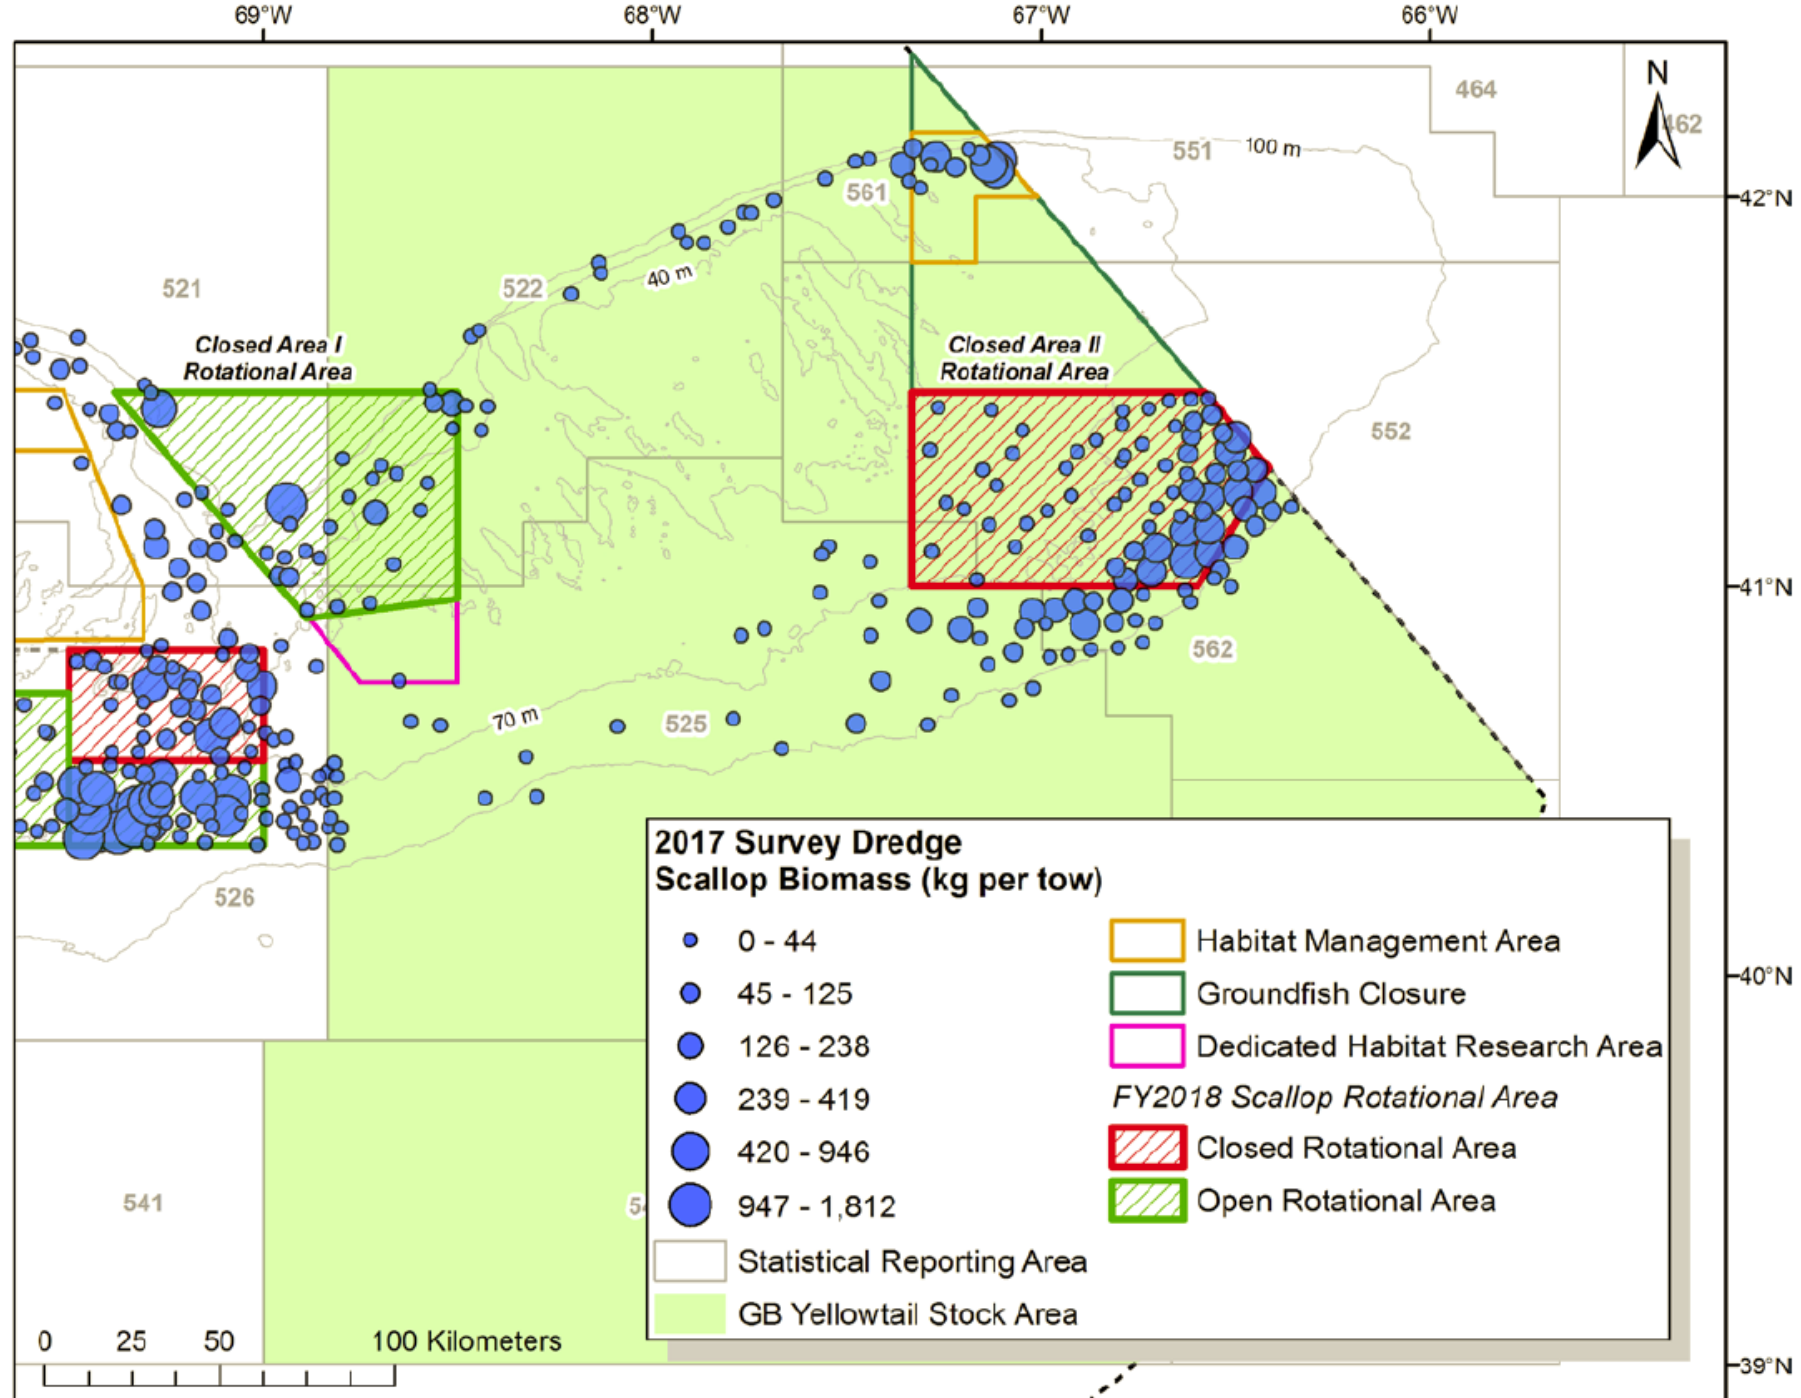 69°W 68°W 67°W 66°W
N
464
462
551
100 m
561
42°N
521
522
40 m
Closed Area I
Rotational Area
Closed Area II
Rotational Area
552
41°N
562
70 m
525
526
40°N
541
39°N
2017 Survey Dredge
Scallop Biomass (kg per tow)
0 - 44
45 - 125
126 - 238
239 - 419
420 - 946
947 - 1,812
Statistical Reporting Area
GB Yellowtail Stock Area
Habitat Management Area
Groundfish Closure
Dedicated Habitat Research Area
FY2018 Scallop Rotational Area
Closed Rotational Area
Open Rotational Area
0 25 50 100 Kilometers